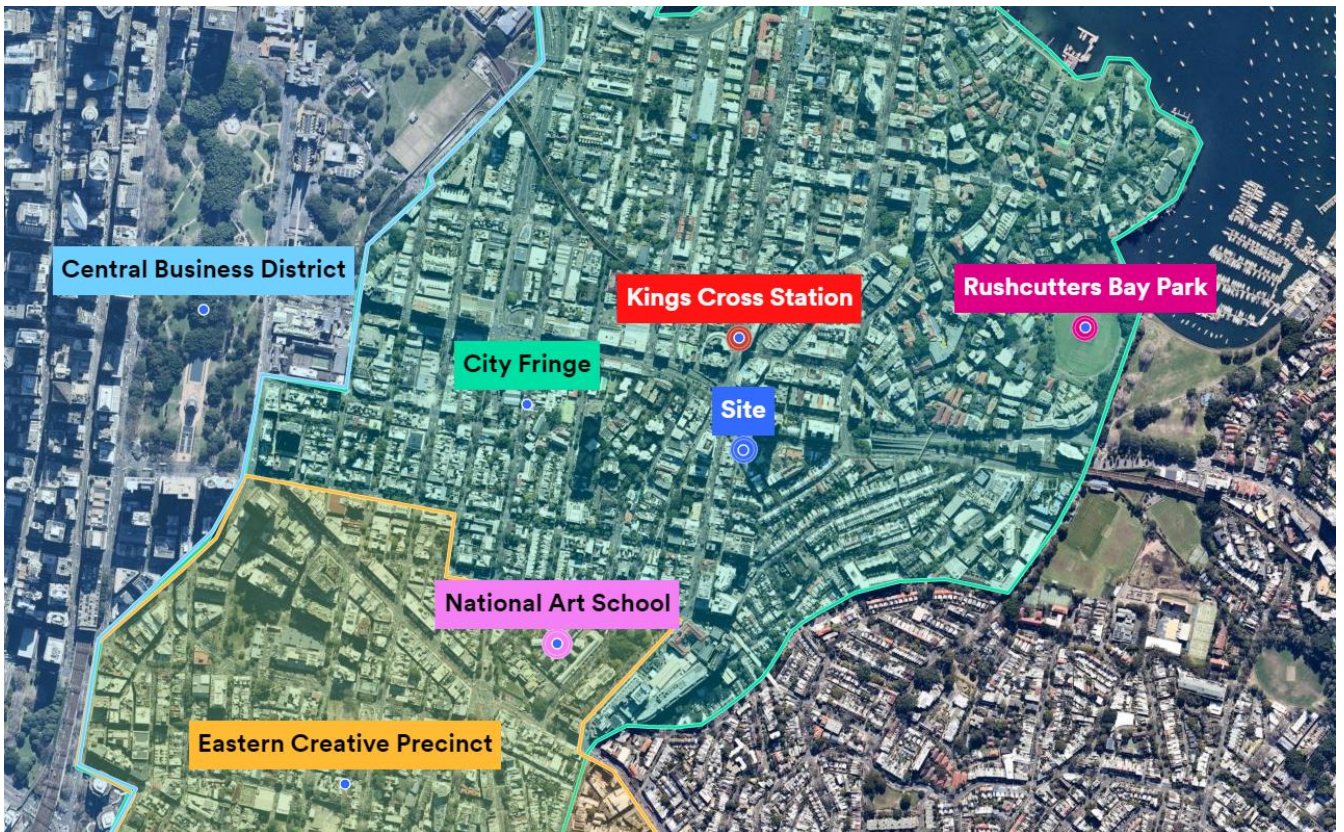 Central Business District
Kings Cross Station
Rushcutters Bay Park
City Fringe
Site
National Art School
Eastern Creative Precinct